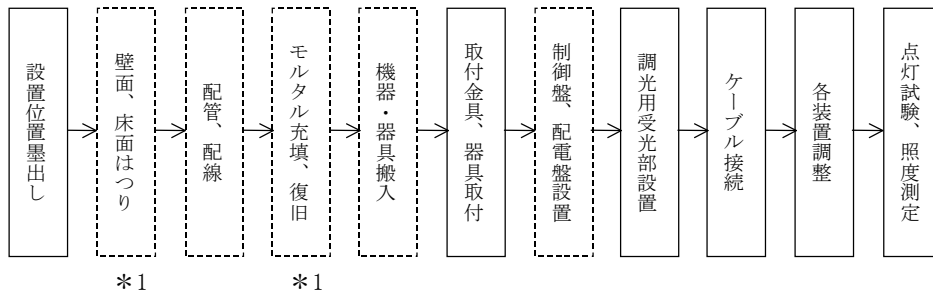 設置位置墨出し
壁面、床面はつり
配管、配線
モルタル充填、復旧
機器・器具搬入
取付金具、器具取付
制御盤、配電盤設置
調光用受光部設置
ケーブル接続
各装置調整
点灯試験、照度測定
＊1
＊1